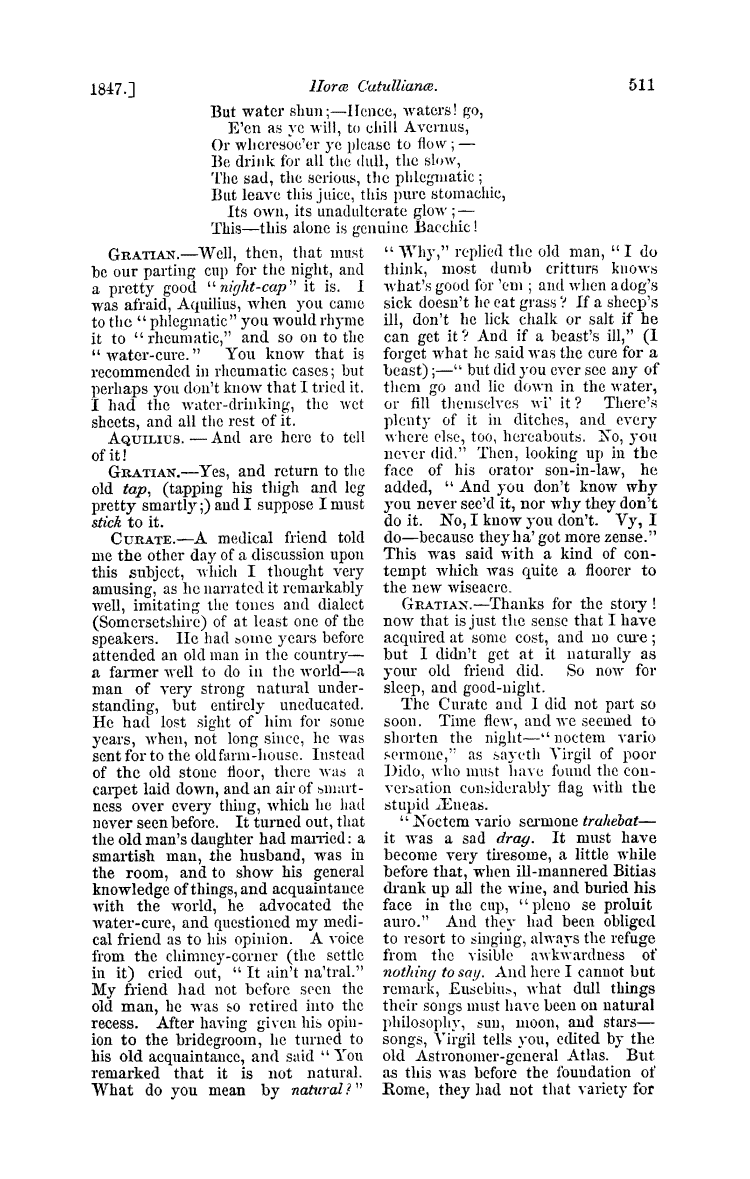 1847.] Horæ Catullianæ. 511
But water shun;—Hence, waters! go,
E'en as ye will, to chill Avernus,
Or wheresoe'er ye please to flow;—
Be drink for all the dull, the slow,
The sad, the serious, the phlegmatic;
But leave this juice, this pure stomachic,
Its own, its unadulterate glow;—
This—this alone is genuine Bacchic!
GRATIAN.—Well, then, that must
be our parting cup for the night, and
a pretty good "night-cap" it is. I
was afraid, Aquilius, when you came
to the "phlegmatic" you would rhyme
it to "rheumatic," and so on to the
"water-cure." You know that is
recommended in rheumatic cases; but
perhaps you don't know that I tried it.
I had the water-drinking, the wet
sheets, and all the rest of it.
AQUILIUS.—And are here to tell
of it!
GRATIAN.—Yes, and return to the
old tap, (tapping his thigh and leg
pretty smartly;) and I suppose I must
stick to it.
CURATE.—A medical friend told
me the other day of a discussion upon
this subject, which I thought very
amusing, as he narrated it remarkably
well, imitating the tones and dialect
(Somersetshire) of at least one of the
speakers. He had some years before
attended an old man in the country—
a farmer well to do in the world—a
man of very strong natural under-
standing, but entirely uneducated.
He had lost sight of him for some
years, when, not long since, he was
sent for to the old farm-house. Instead
of the old stone floor, there was a
carpet laid down, and an air of smart-
ness over every thing, which he had
never seen before. It turned out, that
the old man's daughter had married: a
smartish man, the husband, was in
the room, and to show his general
knowledge of things, and acquaintance
with the world, he advocated the
water-cure, and questioned my medi-
cal friend as to his opinion. A voice
from the chimney-corner (the settle
in it) cried out, "It ain't na'tral."
My friend had not before seen the
old man, he was so retired into the
recess. After having given his opin-
ion to the bridegroom, he turned to
his old acquaintance, and said "You
remarked that it is not natural.
What do you mean by natural?"
"Why," replied the old man, "I do
think, most dumb critturs knows
what's good for 'em; and when a dog's
sick doesn't he eat grass? If a sheep's
ill, don't he lick chalk or salt if he
can get it? And if a beast's ill," (I
forget what he said was the cure for a
beast);—"but did you ever see any of
them go and lie down in the water,
or fill themselves wi' it? There's
plenty of it in ditches, and every
where else, too, hereabouts. No, you
never did." Then, looking up in the
face of his orator son-in-law, he
added, "And you don't know why
you never see'd it, nor why they don't
do it. No, I know you don't. Vy, I
do—because they ha' got more zense."
This was said with a kind of con-
tempt which was quite a floorer to
the new wiseacre.
GRATIAN.—Thanks for the story!
now that is just the sense that I have
acquired at some cost, and no cure;
but I didn't get at it naturally as
your old friend did. So now for
sleep, and good-night.
The Curate and I did not part so
soon. Time flew, and we seemed to
shorten the night—"noctem vario
sermone," as sayeth Virgil of poor
Dido, who must have found the con-
versation considerably flag with the
stupid Æneas.
"Noctem vario sermone trahebat—
it was a sad drag. It must have
become very tiresome, a little while
before that, when ill-mannered Bitias
drank up all the wine, and buried his
face in the cup, "pleno se proluit
auro." And they had been obliged
to resort to singing, always the refuge
from the visible awkwardness of
nothing to say. And here I cannot but
remark, Eusebius, what dull things
their songs must have been on natural
philosophy, sun, moon, and stars—
songs, Virgil tells you, edited by the
old Astronomer-general Atlas. But
as this was before the foundation of
Rome, they had not that variety for